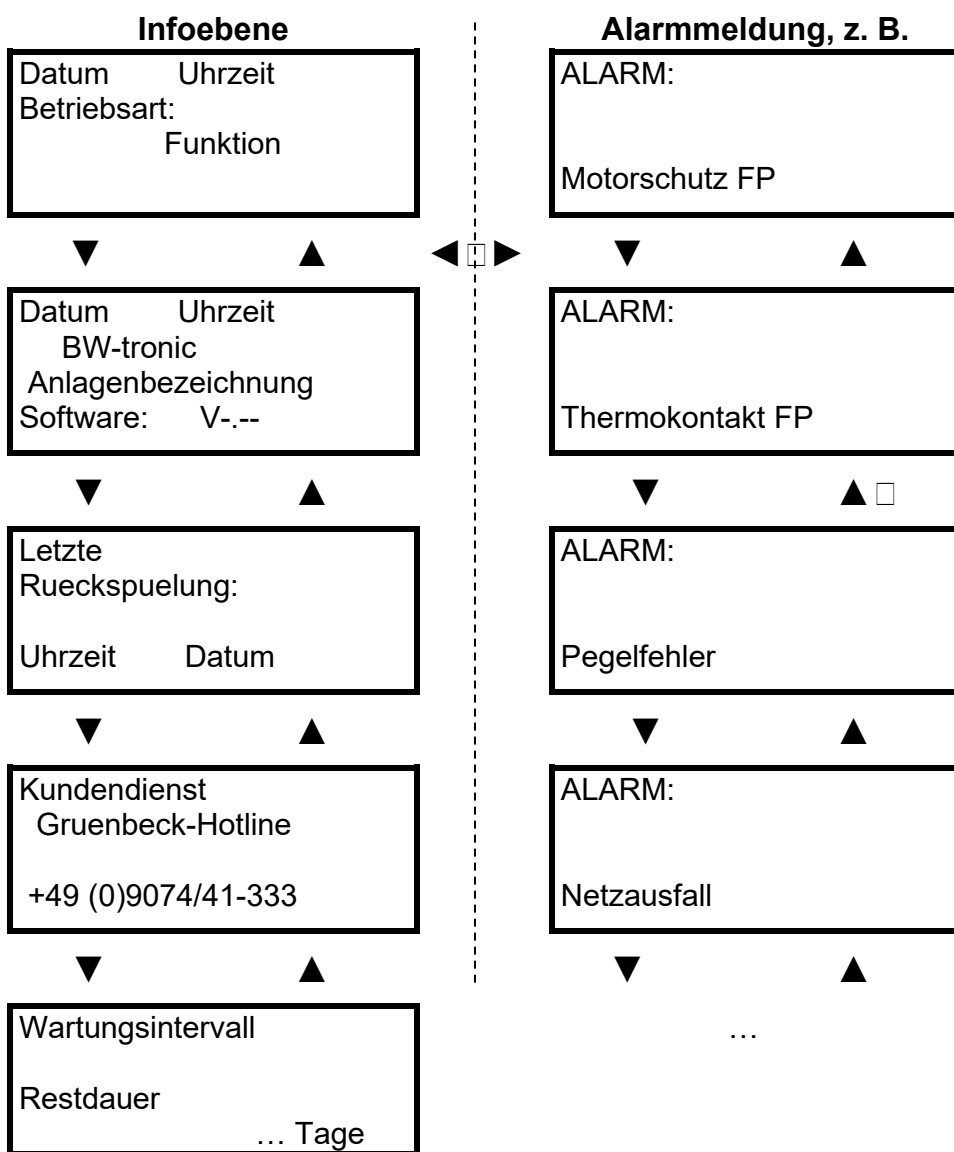 Infoebene
Datum Uhrzeit
Betriebsart:
Funktion
▼ ▲
Datum Uhrzeit
BW-tronic
Anlagenbezeichnung
Software: V-.--
▼ ▲
Letzte
Rueckspuelung:
Uhrzeit Datum
▼ ▲
Kundendienst
Gruenbeck-Hotline
+49 (0)9074/41-333
▼ ▲
Wartungsintervall
Restdauer
… Tage
◄ □ ►
Alarmmeldung, z. B.
ALARM:
Motorschutz FP
▼ ▲
ALARM:
Thermokontakt FP
▼ ▲ □
ALARM:
Pegelfehler
▼ ▲
ALARM:
Netzausfall
▼ ▲
…